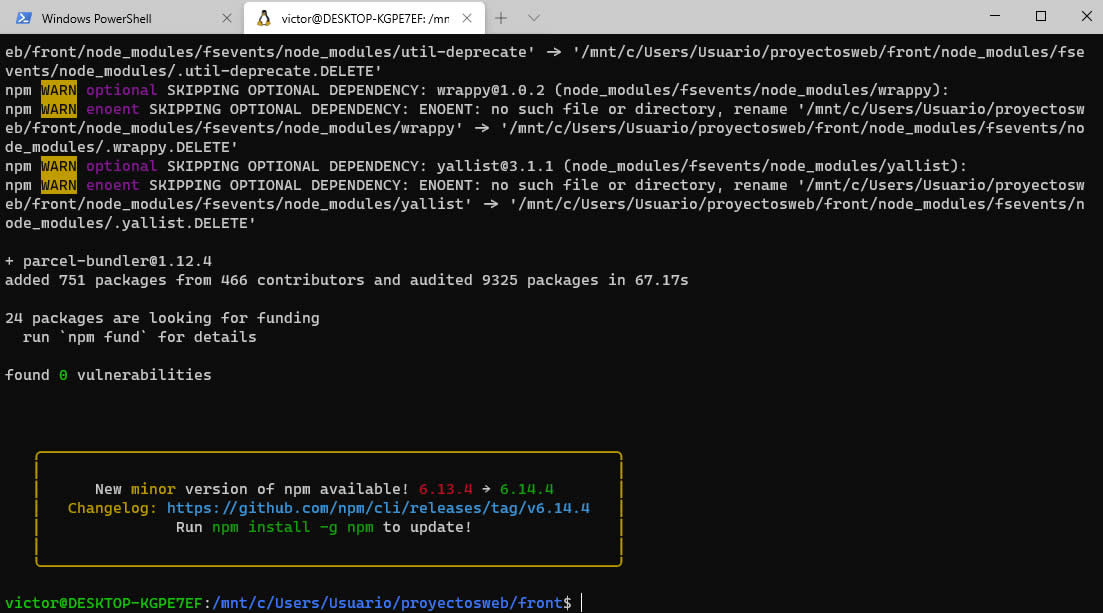 Windows PowerShell
victor@DESKTOP-KGPE7EF: /mn
eb/front/node_modules/fsevents/node_modules/util-deprecate' -> '/mnt/c/Users/Usuario/proyectosweb/front/node_modules/fse
vents/node_modules/.util-deprecate.DELETE'
npm WARN optional SKIPPING OPTIONAL DEPENDENCY: wrappy@1.0.2 (node_modules/fsevents/node_modules/wrappy):
npm WARN enoent SKIPPING OPTIONAL DEPENDENCY: ENOENT: no such file or directory, rename '/mnt/c/Users/Usuario/proyectosw
eb/front/node_modules/fsevents/node_modules/wrappy' -> '/mnt/c/Users/Usuario/proyectosweb/front/node_modules/fsevents/no
de_modules/.wrappy.DELETE'
npm WARN optional SKIPPING OPTIONAL DEPENDENCY: yallist@3.1.1 (node_modules/fsevents/node_modules/yallist):
npm WARN enoent SKIPPING OPTIONAL DEPENDENCY: ENOENT: no such file or directory, rename '/mnt/c/Users/Usuario/proyectosw
eb/front/node_modules/fsevents/node_modules/yallist' -> '/mnt/c/Users/Usuario/proyectosweb/front/node_modules/fsevents/n
ode_modules/.yallist.DELETE'
+ parcel-bundler@1.12.4
added 751 packages from 466 contributors and audited 9325 packages in 67.17s
24 packages are looking for funding
run `npm fund` for details
found 0 vulnerabilities
New minor version of npm available! 6.13.4 → 6.14.4
Changelog: https://github.com/npm/cli/releases/tag/v6.14.4
Run npm install -g npm to update!
victor@DESKTOP-KGPE7EF:/mnt/c/Users/Usuario/proyectosweb/front$